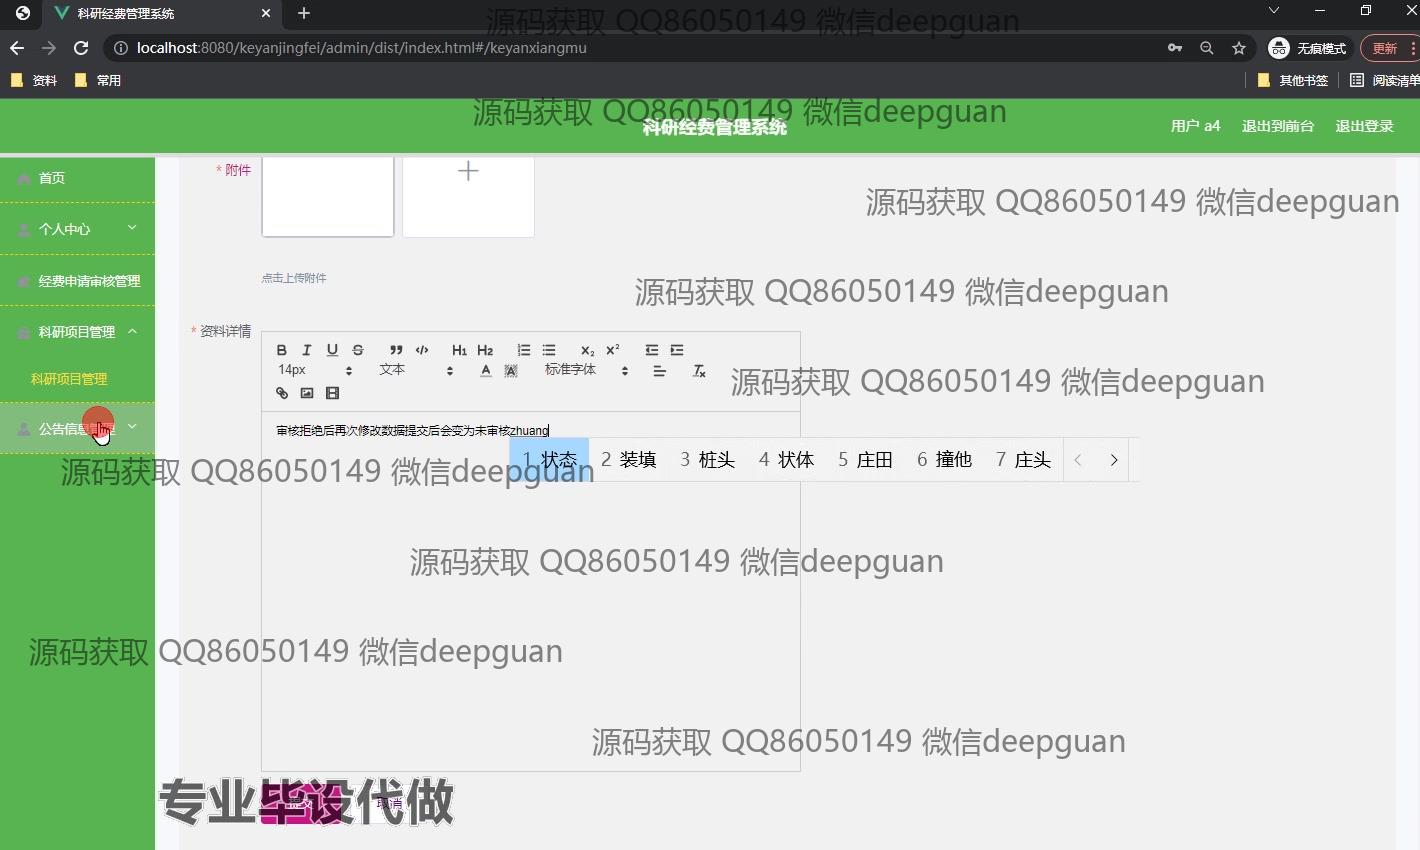 科研经费管理系统
源码获取 QQ86050149 微信deepguan
localhost:8080/keyanjingfei/admin/dist/index.html#/keyanxiangmu
无痕模式
更新
资料
常用
其他书签
阅读清单
源码获取 QQ86050149 微信deepguan
科研经费管理系统
用户 a4
退出到前台
退出登录
首页
* 附件
源码获取 QQ86050149 微信deepguan
个人中心
经费申请审核管理
点击上传附件
源码获取 QQ86050149 微信deepguan
科研项目管理
* 资料详情
B I U S H1 H2 X2 X2
14px 文本 A A 标准字体 Tx
科研项目管理
源码获取 QQ86050149 微信deepguan
公告信息管理
审核拒绝后再次修改数据提交后会变为未审核zhuang
1 状态 2 装填 3 桩头 4 状体 5 庄田 6 撞他 7 庄头
源码获取 QQ86050149 微信deepguan
源码获取 QQ86050149 微信deepguan
源码获取 QQ86050149 微信deepguan
源码获取 QQ86050149 微信deepguan
专业毕设代做
取消